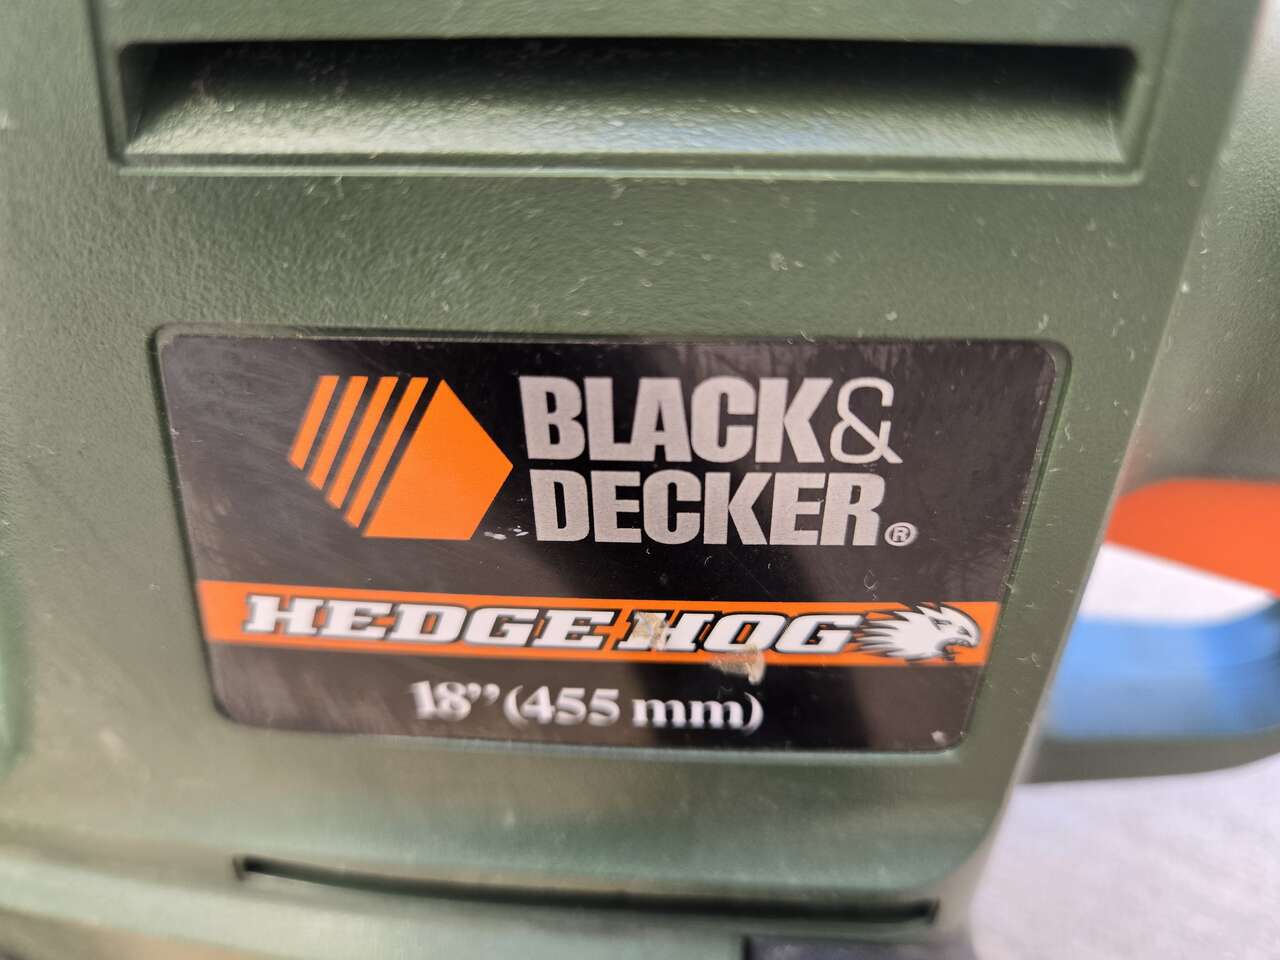 BLACK&
DECKER®
HEDGE HOG
18” (455 mm)